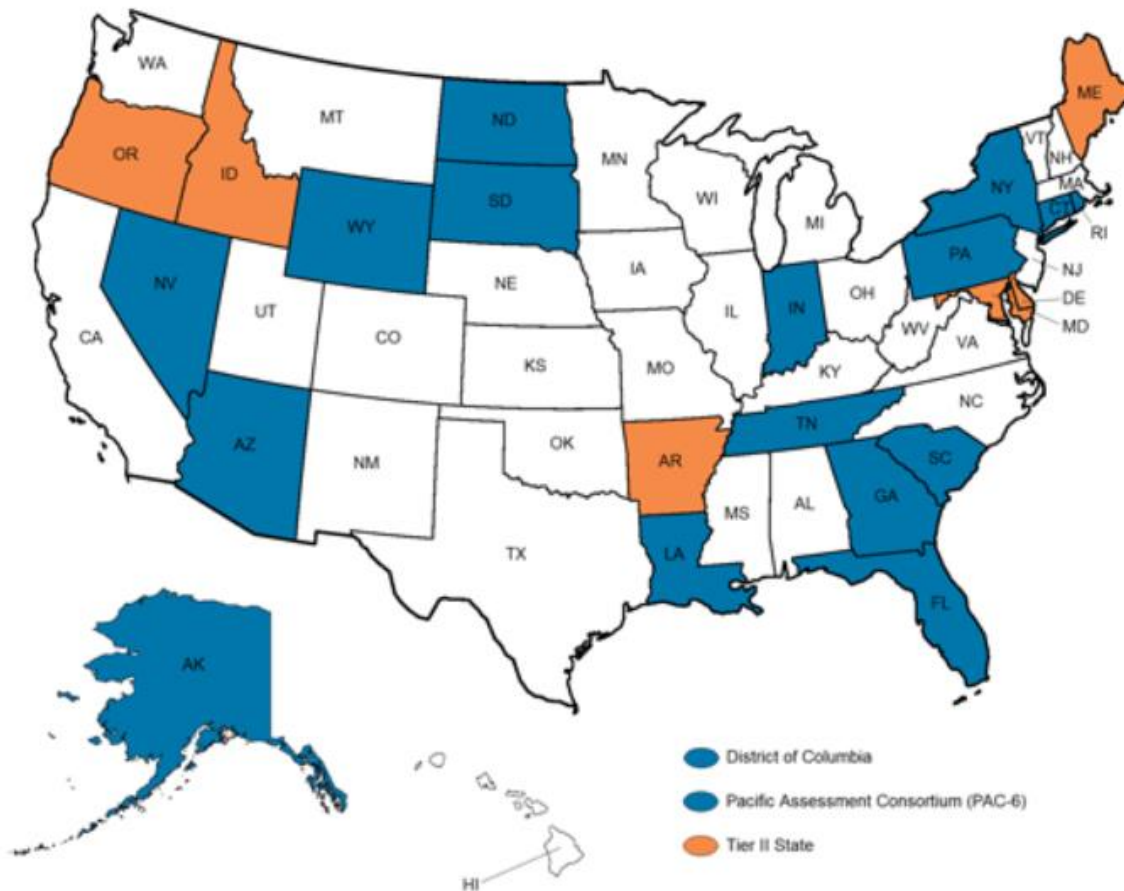 WA
MT
ND
MN
ME
VT
NH
OR
ID
SD
WI
MI
NY
MA
CT
RI
WY
NV
NE
IA
PA
NJ
UT
CO
IL
IN
OH
DE
MD
CA
KS
MO
WV
VA
KY
AZ
NM
OK
AR
TN
NC
SC
TX
LA
MS
AL
GA
FL
AK
HI
District of Columbia
Pacific Assessment Consortium (PAC-6)
Tier II State